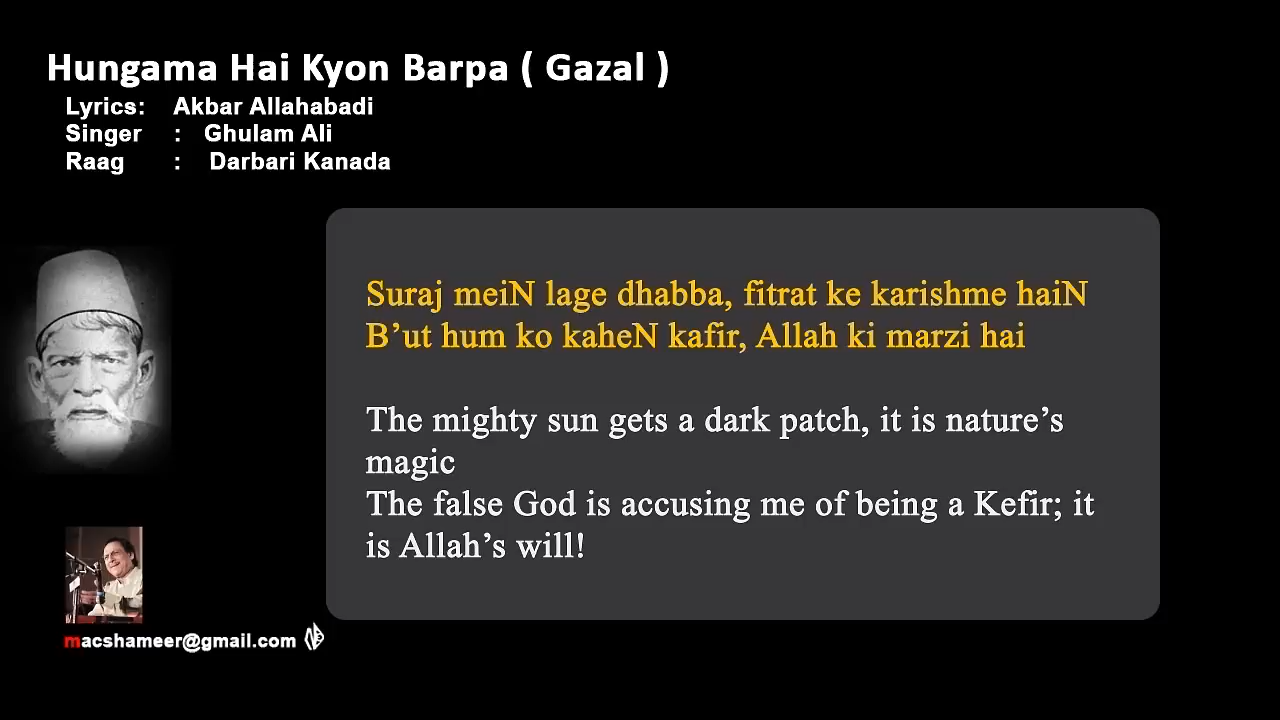 Hungama Hai Kyon Barpa ( Gazal )
Lyrics: Akbar Allahabadi
Singer : Ghulam Ali
Raag : Darbari Kanada
Suraj meiN lage dhabba, fitrat ke karishme haiN
B’ut hum ko kaheN kafir, Allah ki marzi hai
The mighty sun gets a dark patch, it is nature’s
magic
The false God is accusing me of being a Kefir; it
is Allah’s will!
macshameer@gmail.com